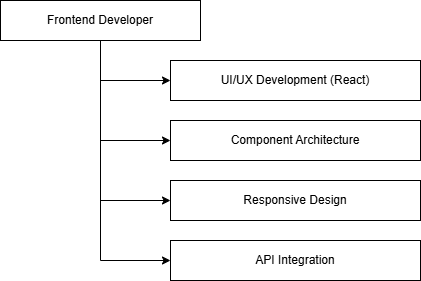 Frontend Developer
UI/UX Development (React)
Component Architecture
Responsive Design
API Integration